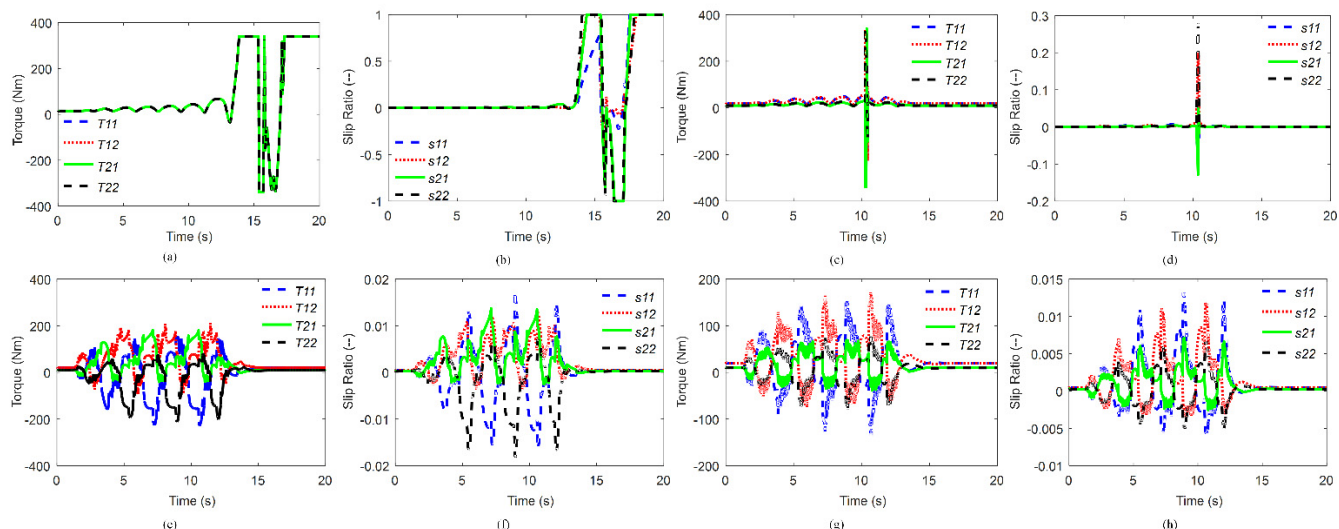 400
200
0
-200
-400
Torque (Nm)
T11
T12
T21
T22
0 5 10 15 20
Time (s)
(a)
1
0.5
0
-0.5
-1
Slip Ratio (--)
s11
s12
s21
s22
0 5 10 15 20
Time (s)
(b)
400
200
0
-200
400
Torque (Nm)
T11
T12
T21
T22
0 5 10 15 20
Time (s)
(c)
0.3
0.2
0.1
0
-0.1
-0.2
Slip Ratio (--)
s11
s12
s21
s22
0 5 10 15 20
Time (s)
(d)
400
200
0
-200
-400
Torque (Nm)
T11
T12
T21
T22
0 5 10 15 20
Time (s)
(e)
0.02
0.01
0
-0.01
-0.02
Slip Ratio (--)
s11
s12
s21
s22
0 5 10 15 20
Time (s)
(f)
200
100
0
100
200
Torque (Nm)
T11
T12
T21
T22
0 5 10 15 20
Time (s)
(g)
0.015
0.01
0.005
0
-0.005
-0.01
Slip Ratio (--)
s11
s12
s21
s22
0 5 10 15 20
Time (s)
(h)